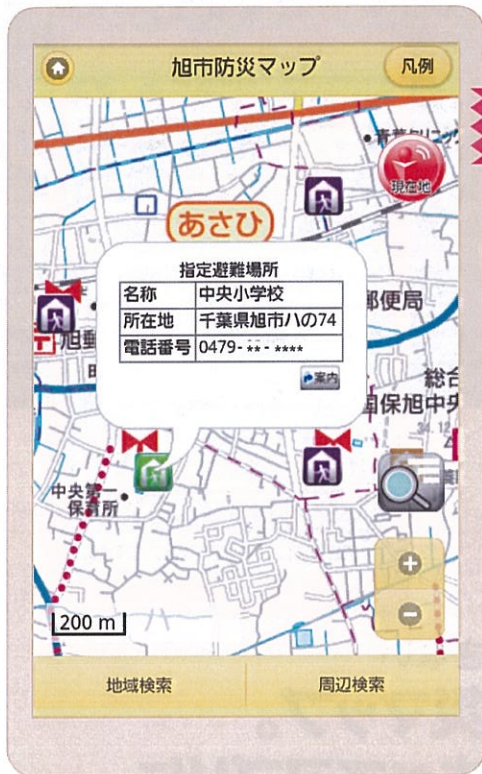 旭市防災マップ
凡例
現在地
あさひ
指定避難場所
名称 中央小学校
所在地 千葉県旭市ハの74
電話番号 0479-**-****
案内
郵便局
総合
国保旭中央
中央第一
保育所
200 m
地域検索
周辺検索